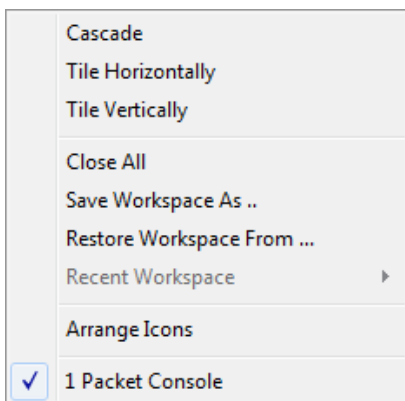 Cascade
Tile Horizontally
Tile Vertically
Close All
Save Workspace As ..
Restore Workspace From ...
Recent Workspace
Arrange Icons
1 Packet Console